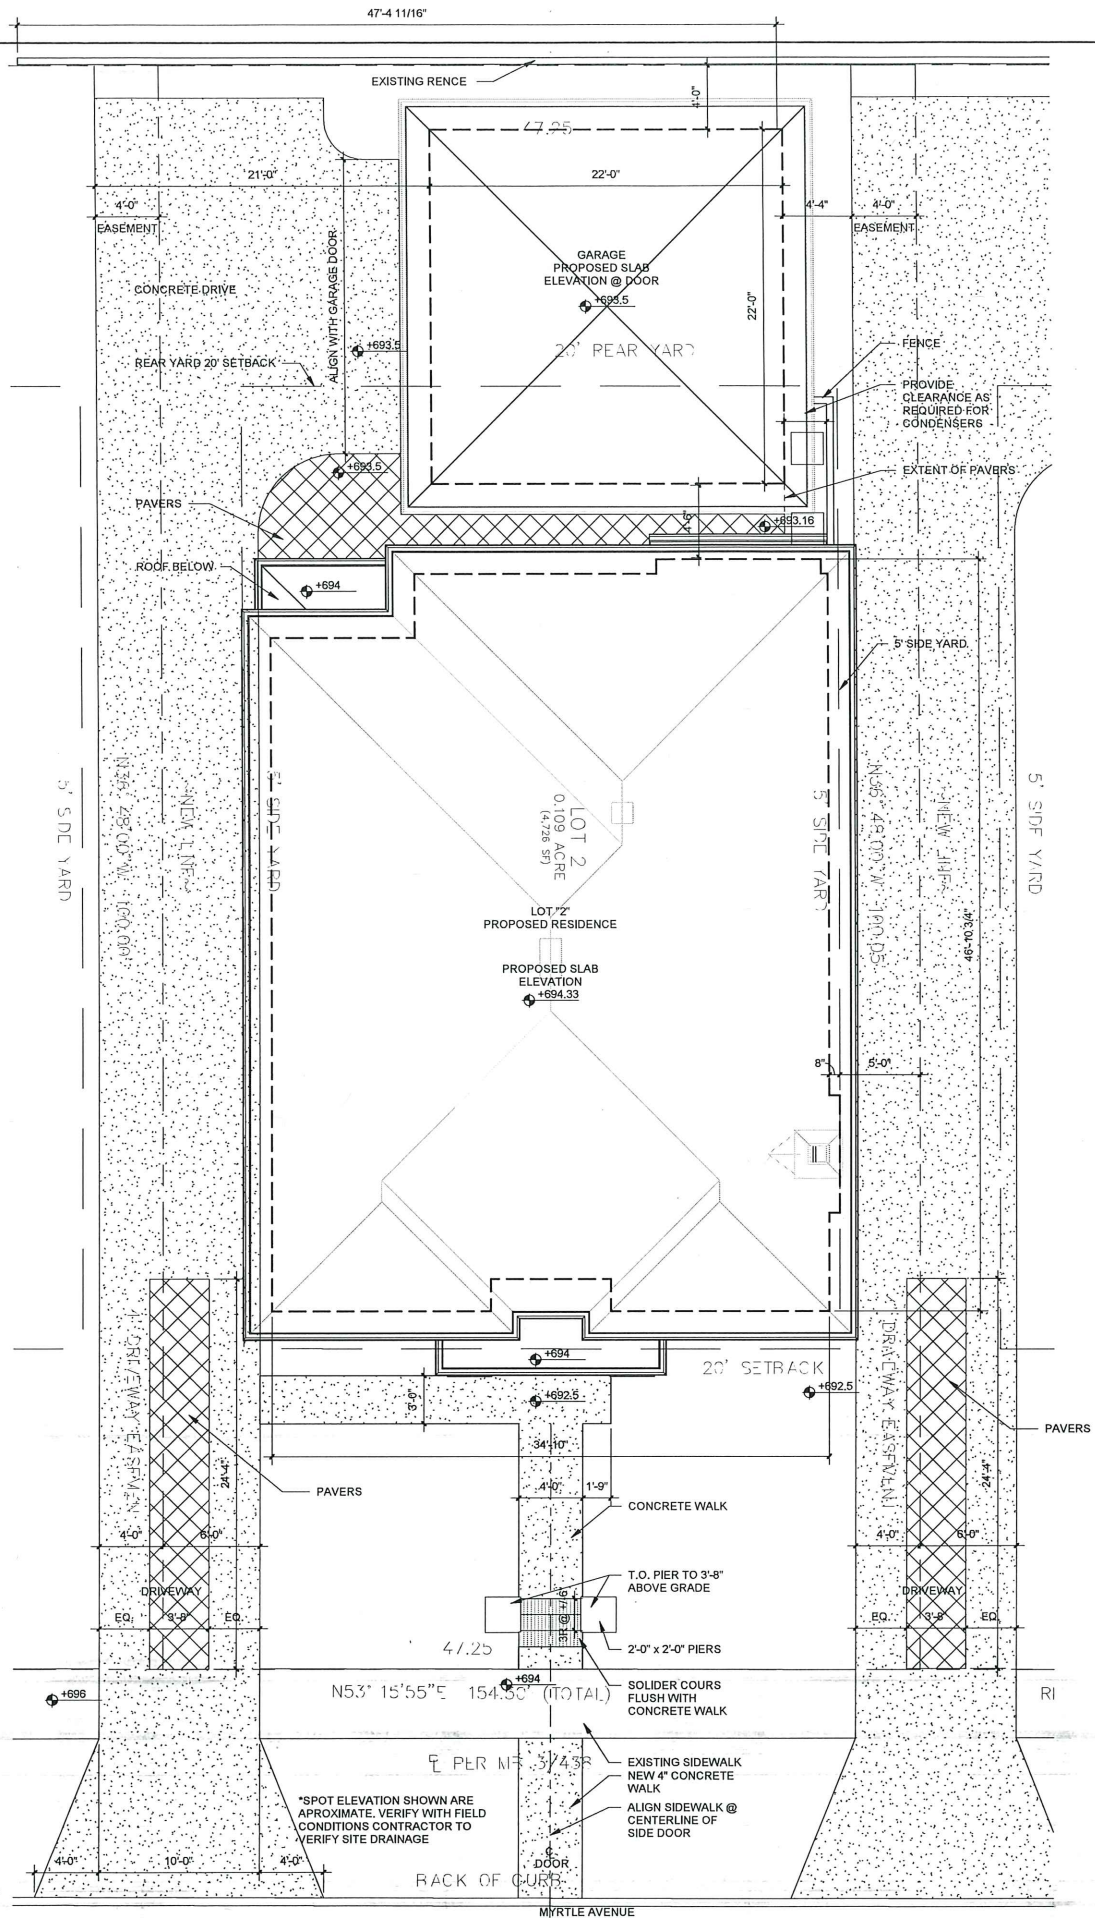 47'-4 11/16"
EXISTING RENCE
4'-0"
47.25
21'-0"
22'-0"
4'-0"
EASEMENT
4'-4"
4'-0"
EASEMENT
GARAGE
PROPOSED SLAB
ELEVATION @ DOOR
+693.5
CONCRETE DRIVE
ALIGN WITH GARAGE DOOR
22'-0"
+693.5
20' REAR YARD
REAR YARD 20' SETBACK
FENCE
PROVIDE
CLEARANCE AS
REQUIRED FOR
CONDENSERS
+693.5
EXTENT OF PAVERS
PAVERS
4'-6"
+693.16
ROOF BELOW
+694
5' SIDE YARD
5' SIDE YARD
NEW LINE
5' SIDE YARD
LOT 2
0.109 ACRE
(4,726 SF)
5' SIDE YARD
5' SIDE YARD
LOT "2"
PROPOSED RESIDENCE
46'-10 3/4"
PROPOSED SLAB
ELEVATION
+694.33
8"
5'-0"
DRIVEWAY EASEMENT
DRIVEWAY EASEMENT
+694
20' SETBACK
+692.5
+692.5
3'-0"
PAVERS
34'-10"
24'-4"
24'-4"
PAVERS
4'-0"
1'-9"
CONCRETE WALK
4'-0"
6'-0"
4'-0"
6'-0"
T.O. PIER TO 3'-8"
ABOVE GRADE
DRIVEWAY
EQ.
3'-8"
EQ.
DRIVEWAY
EQ.
3'-8"
EQ.
3R @ +/-6"
2'-0" x 2'-0" PIERS
47.25
+694
+696
N53° 15'55"E 154.50' (TOTAL)
SOLIDER COURS
FLUSH WITH
CONCRETE WALK
RI
PER
EXISTING SIDEWALK
NEW 4" CONCRETE
WALK
*SPOT ELEVATION SHOWN ARE
APROXIMATE. VERIFY WITH FIELD
CONDITIONS CONTRACTOR TO
VERIFY SITE DRAINAGE
ALIGN SIDEWALK @
CENTERLINE OF
SIDE DOOR
4'-0"
10'-0"
4'-0"
DOOR
BACK OF CURB
MYRTLE AVENUE